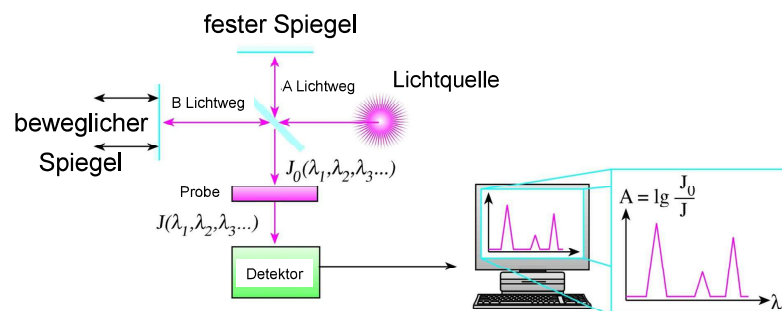 fester Spiegel
A Lichtweg
Lichtquelle
B Lichtweg
beweglicher
Spiegel
J₀(λ₁,λ₂,λ₃...)
Probe
J(λ₁,λ₂,λ₃...)
Detektor
A = lg J₀/J
λ